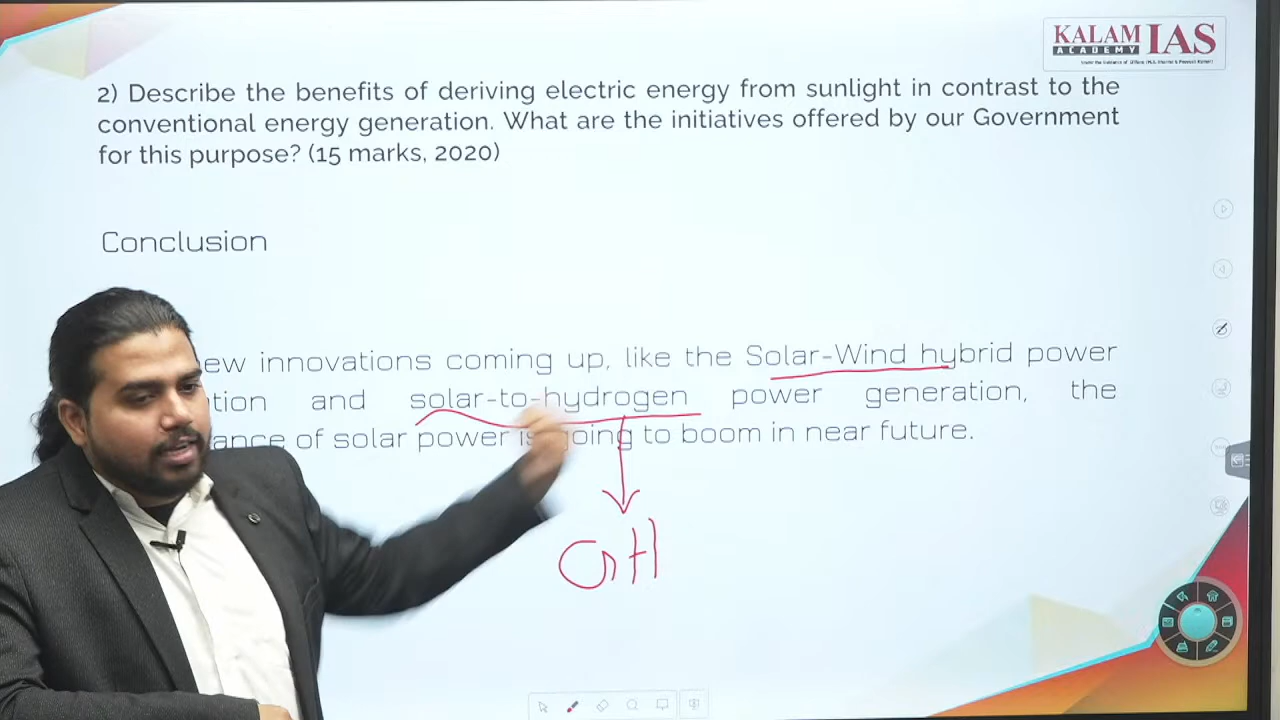 KALAM IAS
ACADEMY
2) Describe the benefits of deriving electric energy from sunlight in contrast to the
conventional energy generation. What are the initiatives offered by our Government
for this purpose? (15 marks, 2020)
Conclusion
innovations coming up, like the Solar-Wind hybrid power
and solar-to-hydrogen power generation, the
of solar power is going to boom in near future.
GH